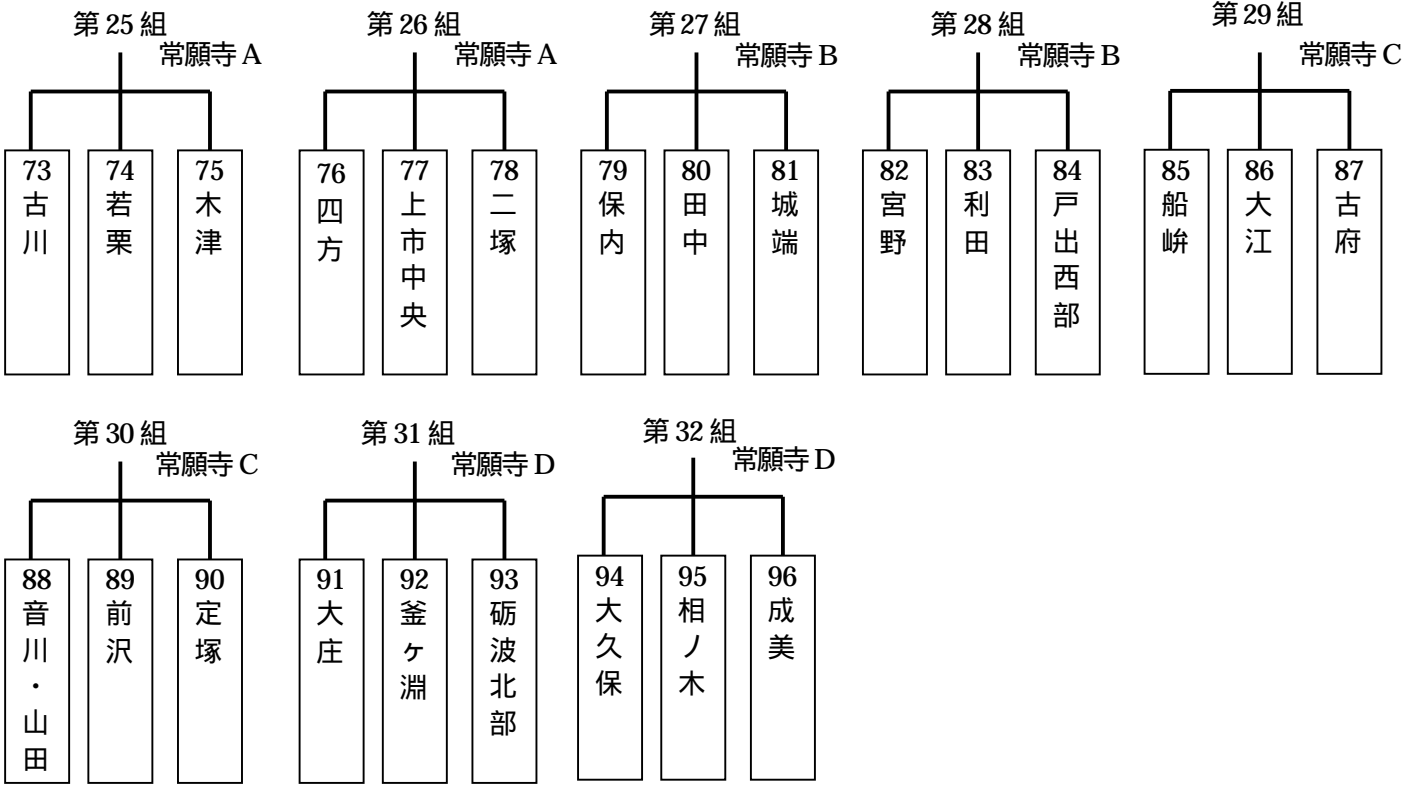 第25組
常願寺A
73 古川
74 若栗
75 木津
第26組
常願寺A
76 四方
77 上市中央
78 二塚
第27組
常願寺B
79 保内
80 田中
81 城端
第28組
常願寺B
82 宮野
83 利田
84 戸出西部
第29組
常願寺C
85 船峅
86 大江
87 古府
第30組
常願寺C
88 音川・山田
89 前沢
90 定塚
第31組
常願寺D
91 大庄
92 釜ヶ淵
93 砺波北部
第32組
常願寺D
94 大久保
95 相ノ木
96 成美